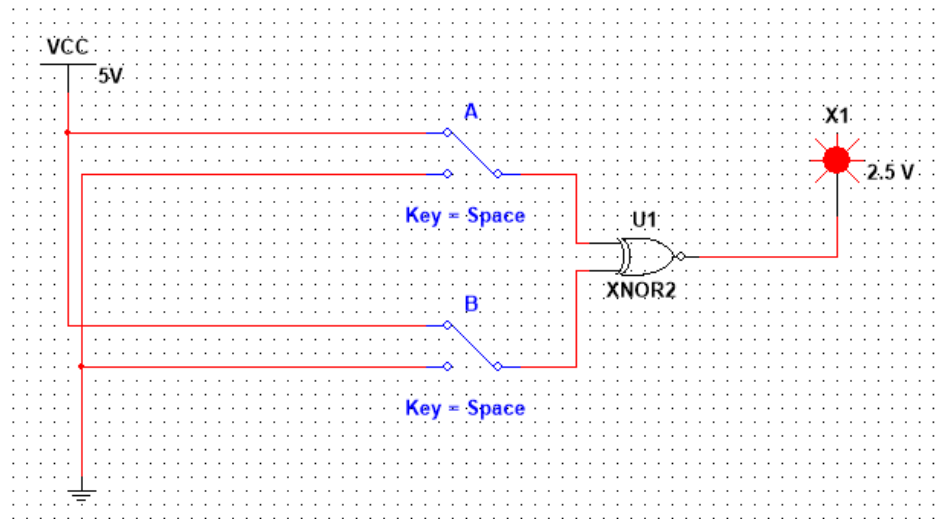 VCC
5V
A
Key = Space
X1
2.5 V
U1
XNOR2
B
Key = Space